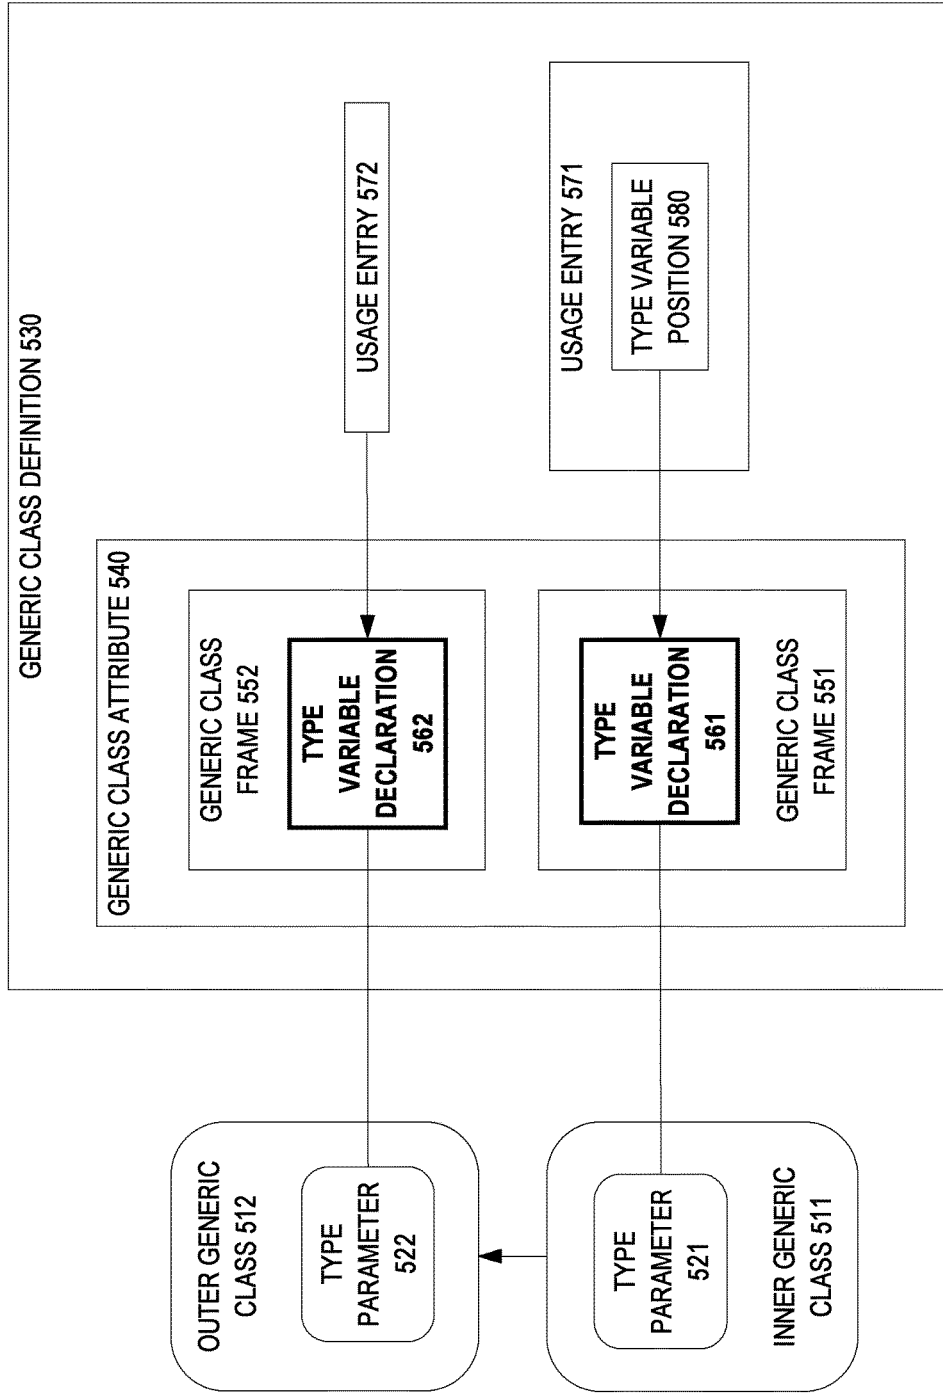 GENERIC CLASS DEFINITION 530
GENERIC CLASS ATTRIBUTE 540
OUTER GENERIC
CLASS 512
TYPE
PARAMETER
522
GENERIC CLASS
FRAME 552
TYPE
VARIABLE
DECLARATION
562
USAGE ENTRY 572
TYPE
PARAMETER
521
INNER GENERIC
CLASS 511
TYPE
VARIABLE
DECLARATION
561
GENERIC CLASS
FRAME 551
USAGE ENTRY 571
TYPE VARIABLE
POSITION 580